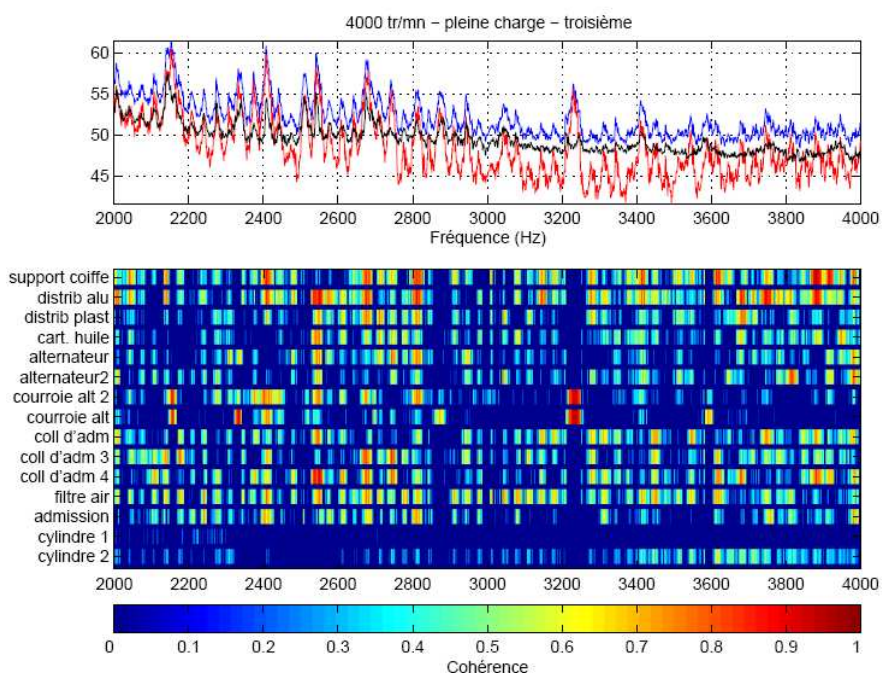 4000 tr/mn − pleine charge − troisième
60
55
50
45
2000 2200 2400 2600 2800 3000 3200 3400 3600 3800 4000
Fréquence (Hz)
support coiffe
distrib alu
distrib plast
cart. huile
alternateur
alternateur2
courroie alt 2
courroie alt
coll d'adm
coll d'adm 3
coll d'adm 4
filtre air
admission
cylindre 1
cylindre 2
2000 2200 2400 2600 2800 3000 3200 3400 3600 3800 4000
0 0.1 0.2 0.3 0.4 0.5 0.6 0.7 0.8 0.9 1
Cohérence